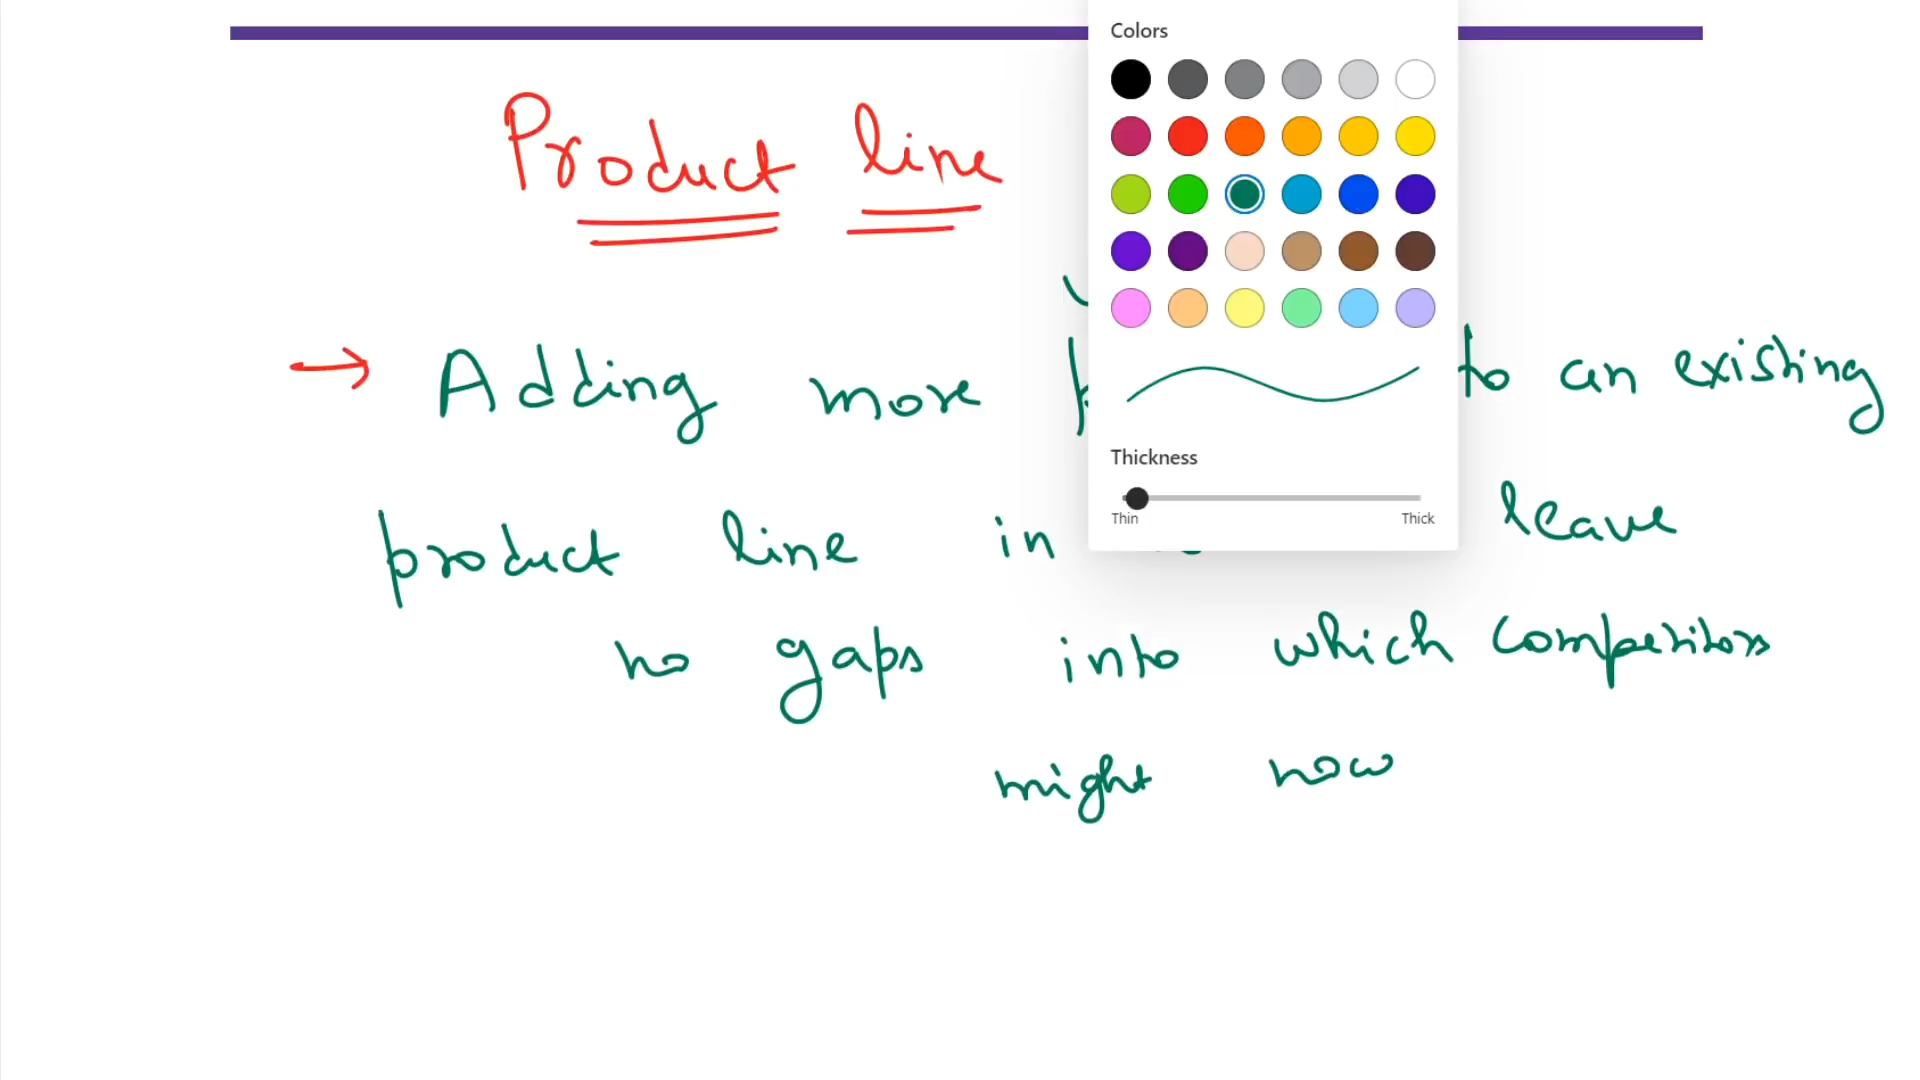 Colors
Product line
Adding more to an existing
product line in leave
Thickness
Thin Thick
no gaps into which competitors
might now